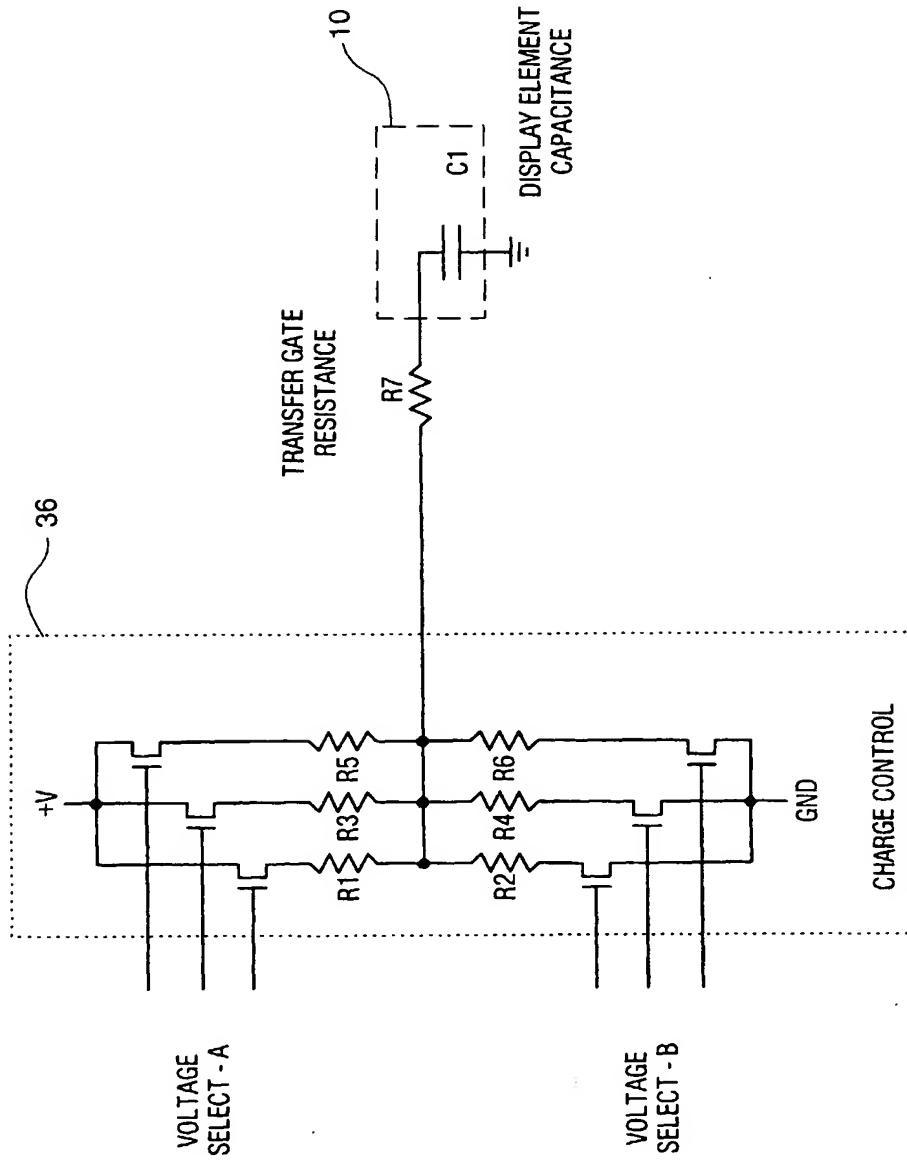 36
+V
VOLTAGE
SELECT - A
R1
R3
R5
R2
R4
R6
VOLTAGE
SELECT - B
GND
CHARGE CONTROL
TRANSFER GATE
RESISTANCE
R7
10
C1
DISPLAY ELEMENT
CAPACITANCE